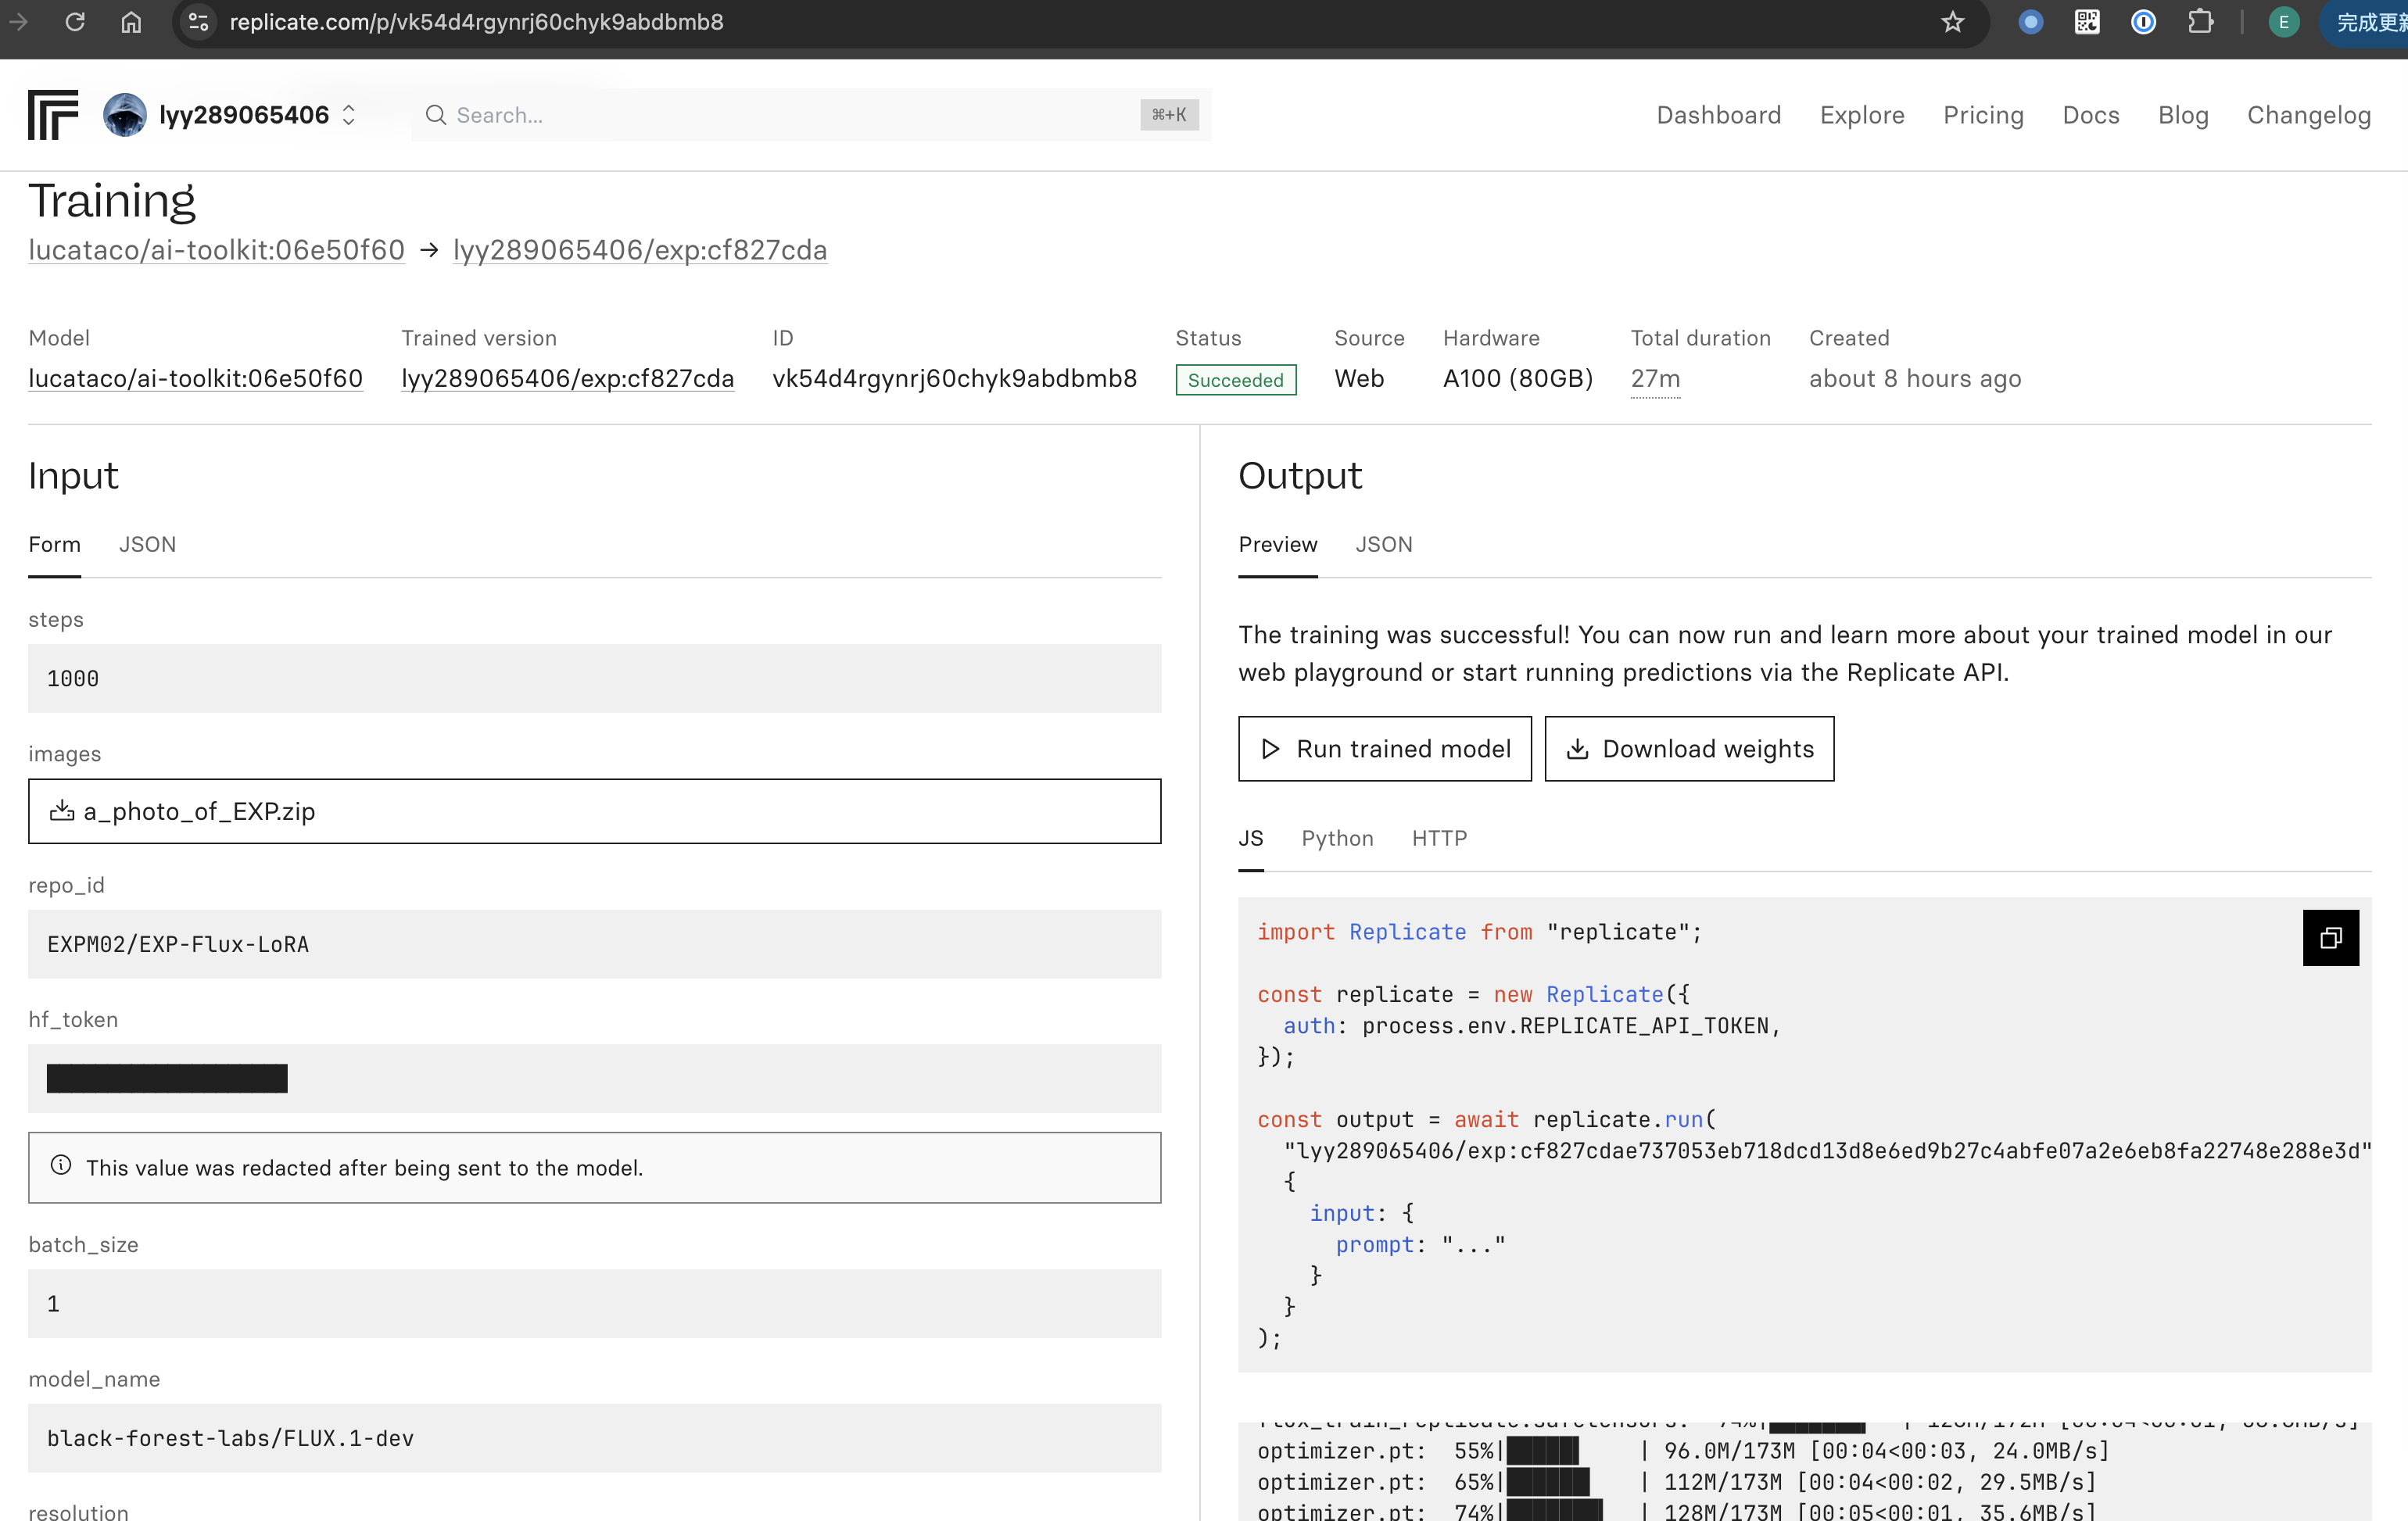 replicate.com/p/vk54d4rgynrj60chyk9abdbmb8
E
完成更新
lyy289065406
Search...
⌘+K
Dashboard
Explore
Pricing
Docs
Blog
Changelog
Training
lucataco/ai-toolkit:06e50f60 → lyy289065406/exp:cf827cda
Model
Trained version
ID
Status
Source
Hardware
Total duration
Created
lucataco/ai-toolkit:06e50f60
lyy289065406/exp:cf827cda
vk54d4rgynrj60chyk9abdbmb8
Succeeded
Web
A100 (80GB)
27m
about 8 hours ago
Input
Form
JSON
steps
1000
images
a_photo_of_EXP.zip
repo_id
EXPM02/EXP-Flux-LoRA
hf_token
This value was redacted after being sent to the model.
batch_size
1
model_name
black-forest-labs/FLUX.1-dev
resolution
Output
Preview
JSON
The training was successful! You can now run and learn more about your trained model in our
web playground or start running predictions via the Replicate API.
Run trained model
Download weights
JS
Python
HTTP
import Replicate from "replicate";
const replicate = new Replicate({
auth: process.env.REPLICATE_API_TOKEN,
});
const output = await replicate.run(
"lyy289065406/exp:cf827cdae737053eb718dcd13d8e6ed9b27c4abfe07a2e6eb8fa22748e288e3d"
{
input: {
prompt: "..."
}
}
);
optimizer.pt: 55%|██████ | 96.0M/173M [00:04<00:03, 24.0MB/s]
optimizer.pt: 65%|██████ | 112M/173M [00:04<00:02, 29.5MB/s]
optimizer.pt: 74%|███████ | 128M/173M [00:05<00:01, 35.6MB/s]